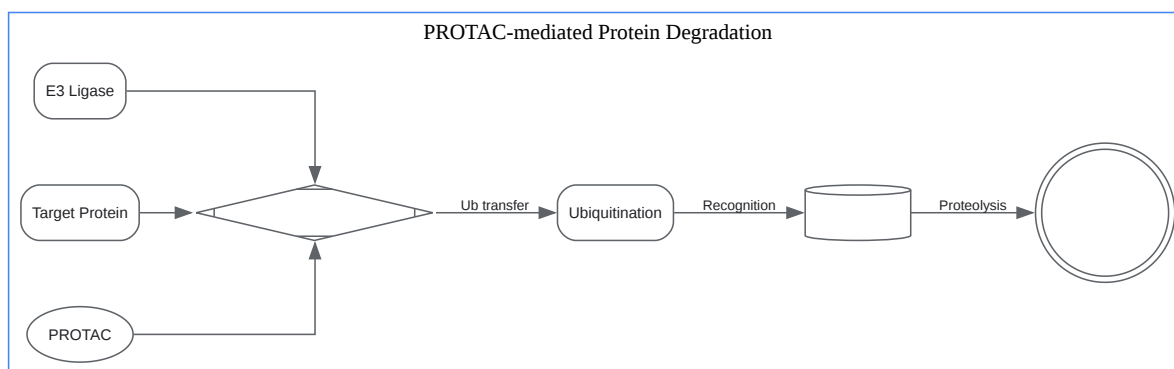 PROTAC-mediated Protein Degradation
E3 Ligase
Target Protein
PROTAC
Ub transfer
Ubiquitination
Recognition
Proteolysis